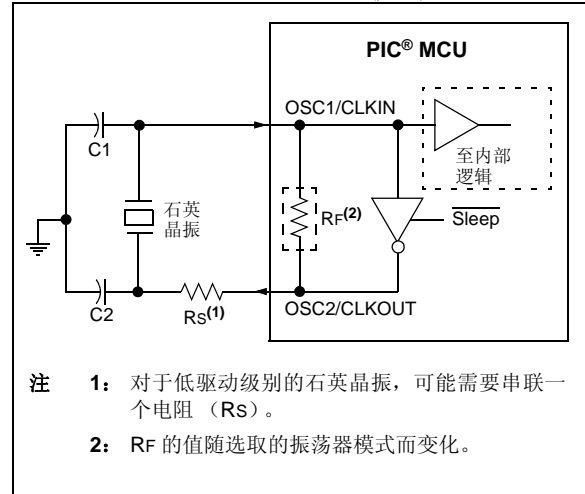 PIC® MCU
OSC1/CLKIN
C1
至内部
逻辑
石英
晶振
RF(2)
Sleep
C2
RS(1)
OSC2/CLKOUT
注 1： 对于低驱动级别的石英晶振，可能需要串联一
个电阻 （RS）。
2： RF 的值随选取的振荡器模式而变化。